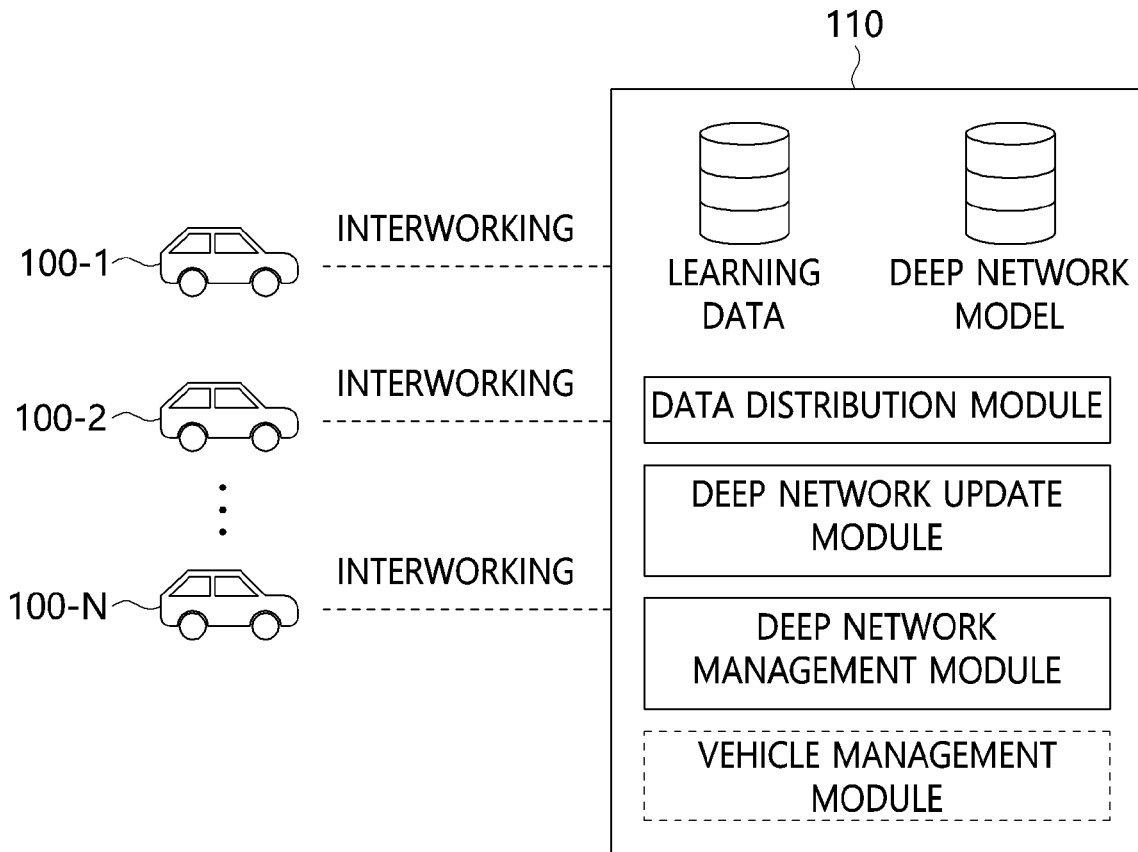 110
INTERWORKING
100-1
LEARNING
DATA
DEEP NETWORK
MODEL
INTERWORKING
100-2
DATA DISTRIBUTION MODULE
DEEP NETWORK UPDATE
MODULE
INTERWORKING
100-N
DEEP NETWORK
MANAGEMENT MODULE
VEHICLE MANAGEMENT
MODULE